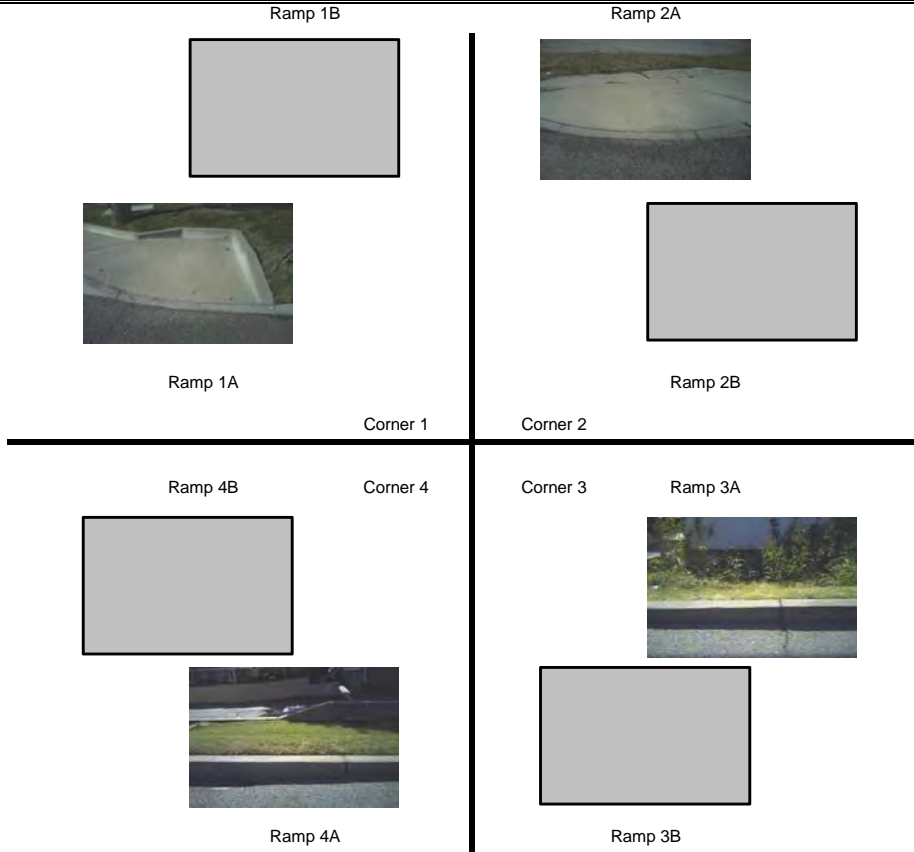 Ramp 1B
Ramp 2A
Ramp 1A
Ramp 2B
Corner 1
Corner 2
Ramp 4B
Corner 4
Corner 3
Ramp 3A
Ramp 4A
Ramp 3B